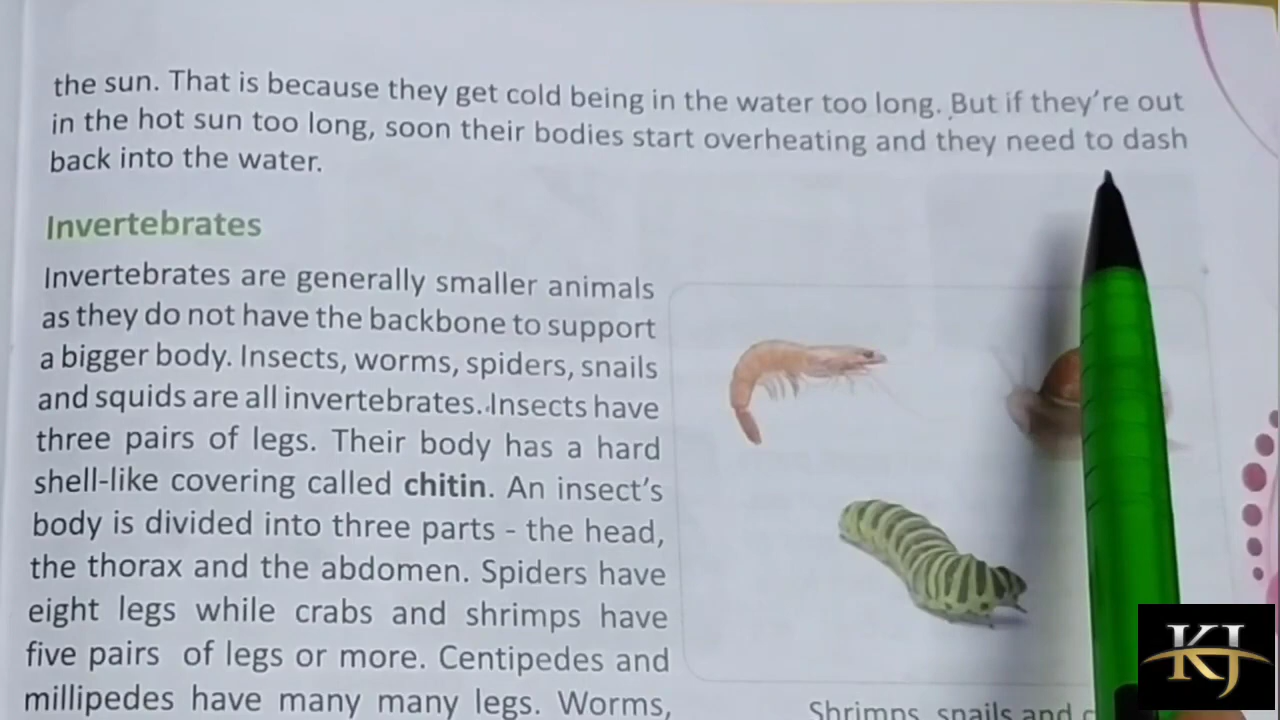 the sun. That is because they get cold being in the water too long. But if they're out
in the hot sun too long, soon their bodies start overheating and they need to dash
back into the water.
Invertebrates
Invertebrates are generally smaller animals
as they do not have the backbone to support
a bigger body. Insects, worms, spiders, snails
and squids are all invertebrates. Insects have
three pairs of legs. Their body has a hard
shell-like covering called chitin. An insect's
body is divided into three parts - the head,
the thorax and the abdomen. Spiders have
eight legs while crabs and shrimps have
five pairs of legs or more. Centipedes and
millipedes have many many legs. Worms,
Shrimps, snails and
KJ